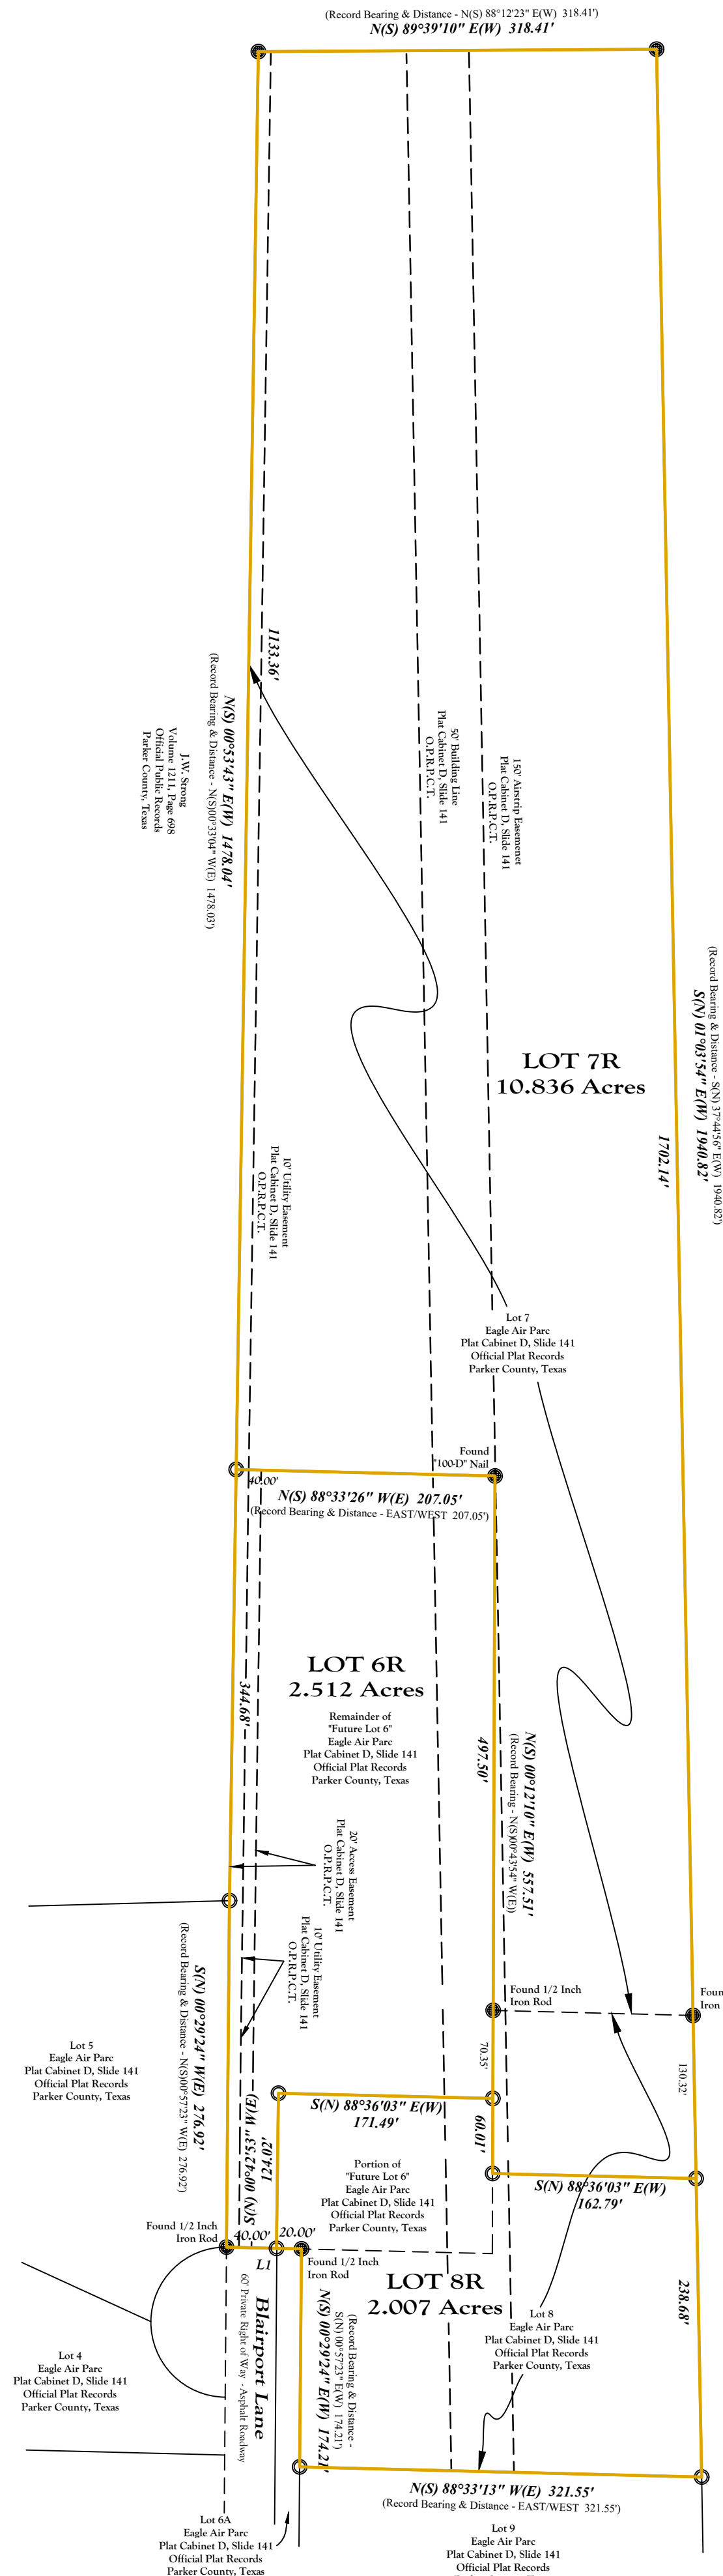 (Record Bearing & Distance - N(S) 88°12'23" E(W)  318.41')
N(S) 89°39'10" E(W)  318.41'
1133.36'
N(S) 00°53'43" E(W)  1478.04'
(Record Bearing & Distance - N(S)00°33'04" W(E)  1478.03')
J.W. Strong
Volume 1211, Page 698
Official Public Records
Parker County, Texas
50' Building Line
Plat Cabinet D, Slide 141
O.P.R.P.C.T.
150' Airstrip Easemenet
Plat Cabinet D, Slide 141
O.P.R.P.C.T.
(Record Bearing & Distance - S(N) 37°44'56" E(W)  1940.82')
S(N) 01°03'54" E(W)  1940.82'
LOT 7R
10.836 Acres
1702.14'
10' Utility Easement
Plat Cabinet D, Slide 141
O.P.R.P.C.T.
Lot 7
Eagle Air Parc
Plat Cabinet D, Slide 141
Official Plat Records
Parker County, Texas
Found
"100-D" Nail
40.00'
N(S) 88°33'26" W(E)  207.05'
(Record Bearing & Distance - EAST/WEST  207.05')
LOT 6R
2.512 Acres
344.68'
Remainder of
"Future Lot 6"
Eagle Air Parc
Plat Cabinet D, Slide 141
Official Plat Records
Parker County, Texas
497.50'
N(S) 00°12'10" E(W)  557.51'
(Record Bearing - N(S)00°43'54" W(E))
20' Access Easement
Plat Cabinet D, Slide 141
O.P.R.P.C.T.
10' Utility Easement
Plat Cabinet D, Slide 141
O.P.R.P.C.T.
S(N) 00°29'24" W(E)  276.92'
(Record Bearing & Distance - N(S)00°57'23" W(E)  276.92')
Found 1/2 Inch
Iron Rod
Foun
Iron
70.35'
130.32'
Lot 5
Eagle Air Parc
Plat Cabinet D, Slide 141
Official Plat Records
Parker County, Texas
S(N) 88°36'03" E(W)
171.49'
60.01'
S(N) 00°42'53" W(E)
124.02'
Portion of
"Future Lot 6"
Eagle Air Parc
Plat Cabinet D, Slide 141
Official Plat Records
Parker County, Texas
S(N) 88°36'03" E(W)
162.79'
Found 1/2 Inch
Iron Rod
40.00'
20.00'
L1
Found 1/2 Inch
Iron Rod
LOT 8R
2.007 Acres
238.68'
Blairport Lane
60' Private Right of Way - Asphalt Roadway
(Record Bearing & Distance -
S(N) 00°57'23" E(W)  174.21')
N(S) 00°29'24" E(W)  174.21'
Lot 8
Eagle Air Parc
Plat Cabinet D, Slide 141
Official Plat Records
Parker County, Texas
Lot 4
Eagle Air Parc
Plat Cabinet D, Slide 141
Official Plat Records
Parker County, Texas
N(S) 88°33'13" W(E)  321.55'
(Record Bearing & Distance - EAST/WEST  321.55')
Lot 6A
Eagle Air Parc
Plat Cabinet D, Slide 141
Official Plat Records
Parker County, Texas
Lot 9
Eagle Air Parc
Plat Cabinet D, Slide 141
Official Plat Records